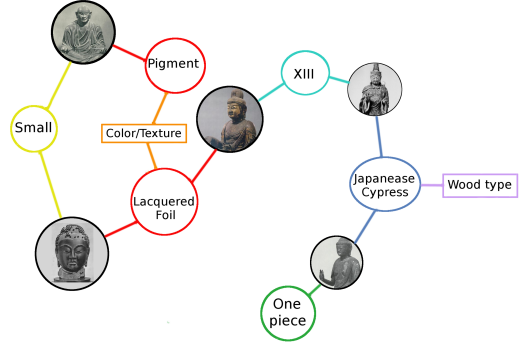 Pigment
XIII
Small
Color/Texture
Lacquered
Foil
Japanease
Cypress
Wood type
One
piece